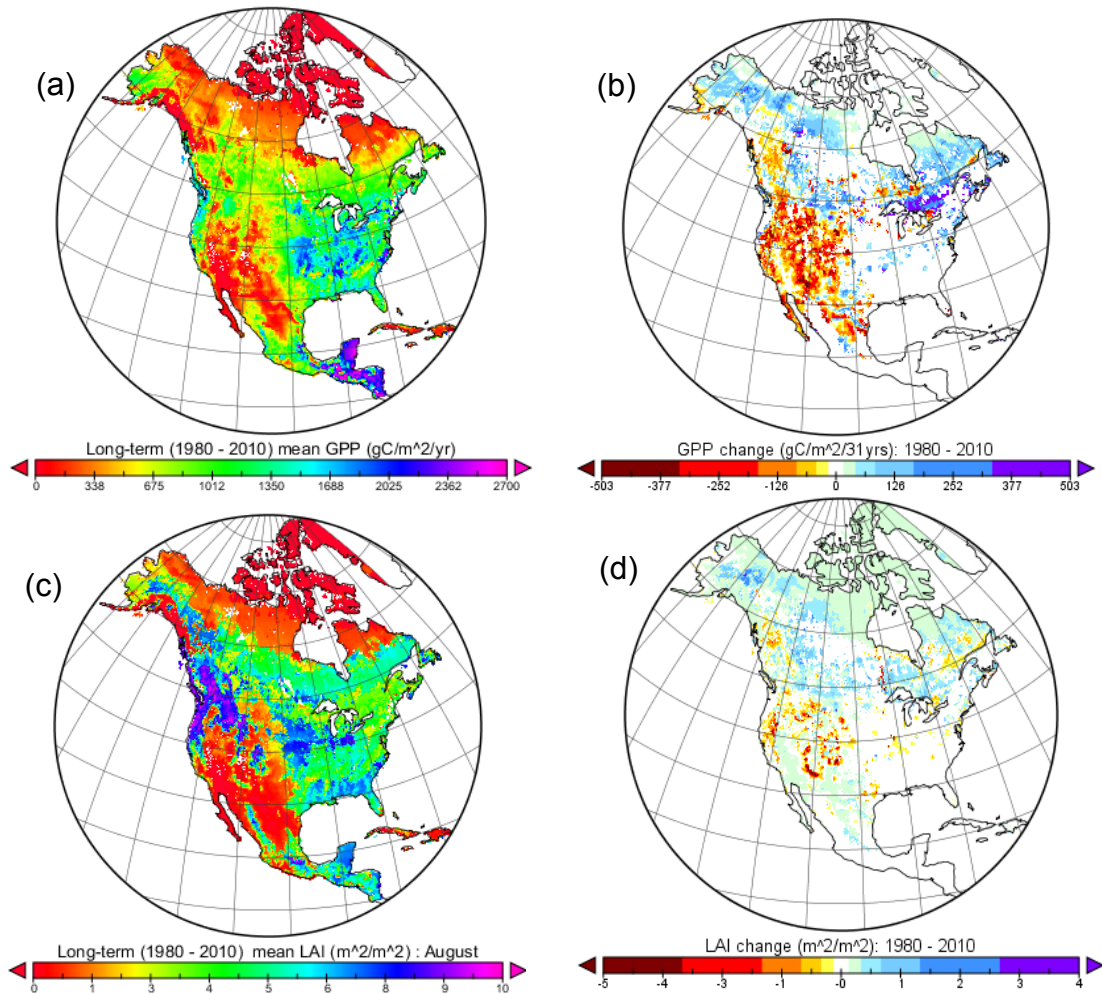 (a)
(b)
Long-term (1980 - 2010) mean GPP (gC/m^2/yr)
0 338 675 1012 1350 1688 2025 2362 2700
GPP change (gC/m^2/31yrs): 1980 - 2010
-503 -377 -252 -126 0 126 252 377 503
(c)
(d)
Long-term (1980 - 2010) mean LAI (m^2/m^2) : August
0 1 2 3 4 5 6 7 8 9 10
LAI change (m^2/m^2): 1980 - 2010
-5 -4 -3 -2 -1 0 1 2 3 4